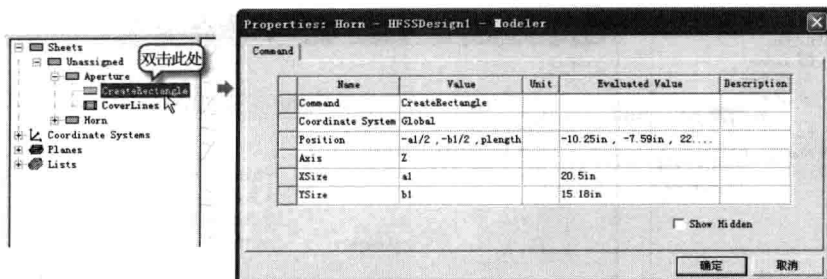 Sheets
Unassigned
Aperture
CreateRectangle
CoverLines
Horn
Coordinate Systems
Planes
Lists
双击此处
Properties: Horn - HFSSDesign1 - Modeler
Command
Name Value Unit Evaluated Value Description
Command CreateRectangle
Coordinate System Global
Position -a1/2 ,-b1/2 ,plength -10.25in , -7.59in , 22....
Axis Z
XSize a1 20.5in
YSize b1 15.18in
Show Hidden
确定 取消